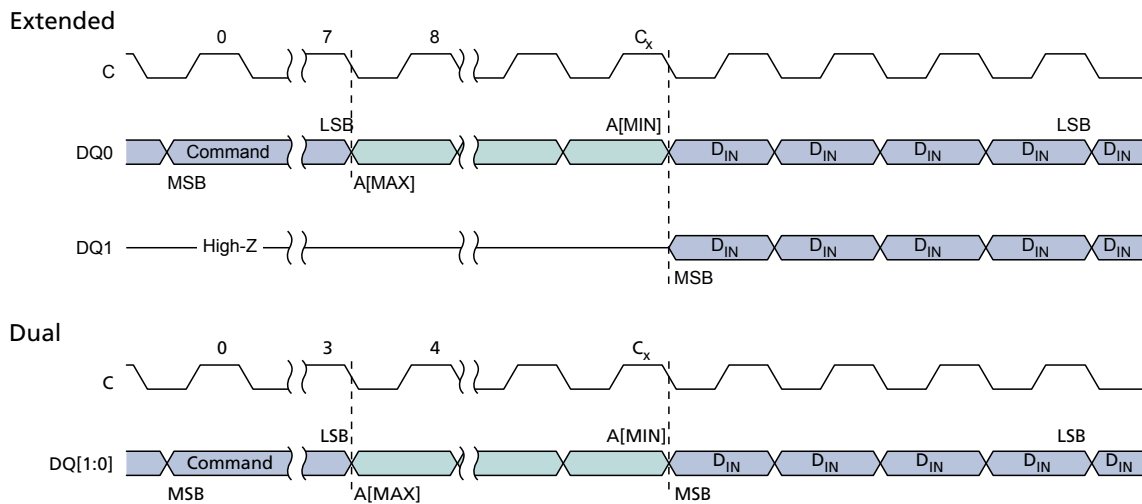 Extended
0 7 8 Cx
C
LSB A[MIN] LSB
DQ0 Command DIN DIN DIN DIN DIN
MSB A[MAX]
DQ1 High-Z DIN DIN DIN DIN DIN
MSB
Dual
0 3 4 Cx
C
LSB A[MIN] LSB
DQ[1:0] Command DIN DIN DIN DIN DIN
MSB A[MAX] MSB